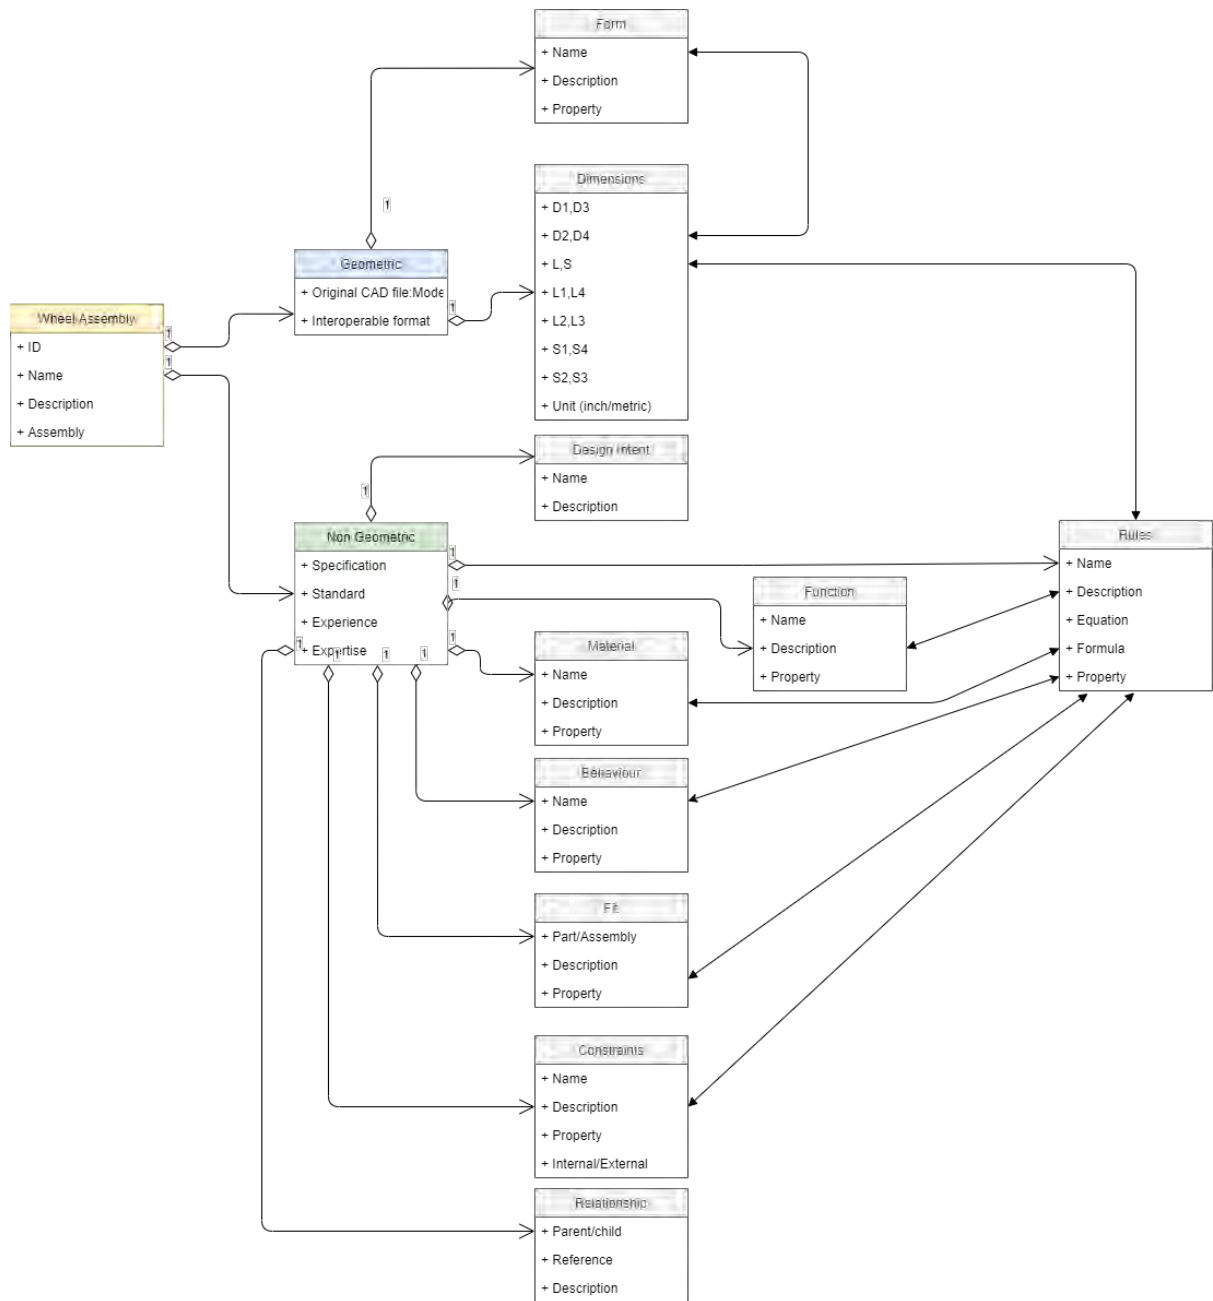 Form
+ Name
+ Description
+ Property
1
Dimensions
+ D1,D3
+ D2,D4
+ L,S
+ L1,L4
+ L2,L3
+ S1,S4
+ S2,S3
+ Unit (inch/metric)
Geometric
+ Original CAD file:Mode
+ Interoperable format
1
Wheel Assembly
+ ID
+ Name
+ Description
+ Assembly
1
1
Design Intent
+ Name
+ Description
1
Non Geometric
+ Specification
+ Standard
+ Experience
+ Expertise
1
1
1
1
1
1
1
Rules
+ Name
+ Description
+ Equation
+ Formula
+ Property
Function
+ Name
+ Description
+ Property
Material
+ Name
+ Description
+ Property
Behaviour
+ Name
+ Description
+ Property
Fit
+ Part/Assembly
+ Description
+ Property
Constraints
+ Name
+ Description
+ Property
+ Internal/External
Relationship
+ Parent/child
+ Reference
+ Description